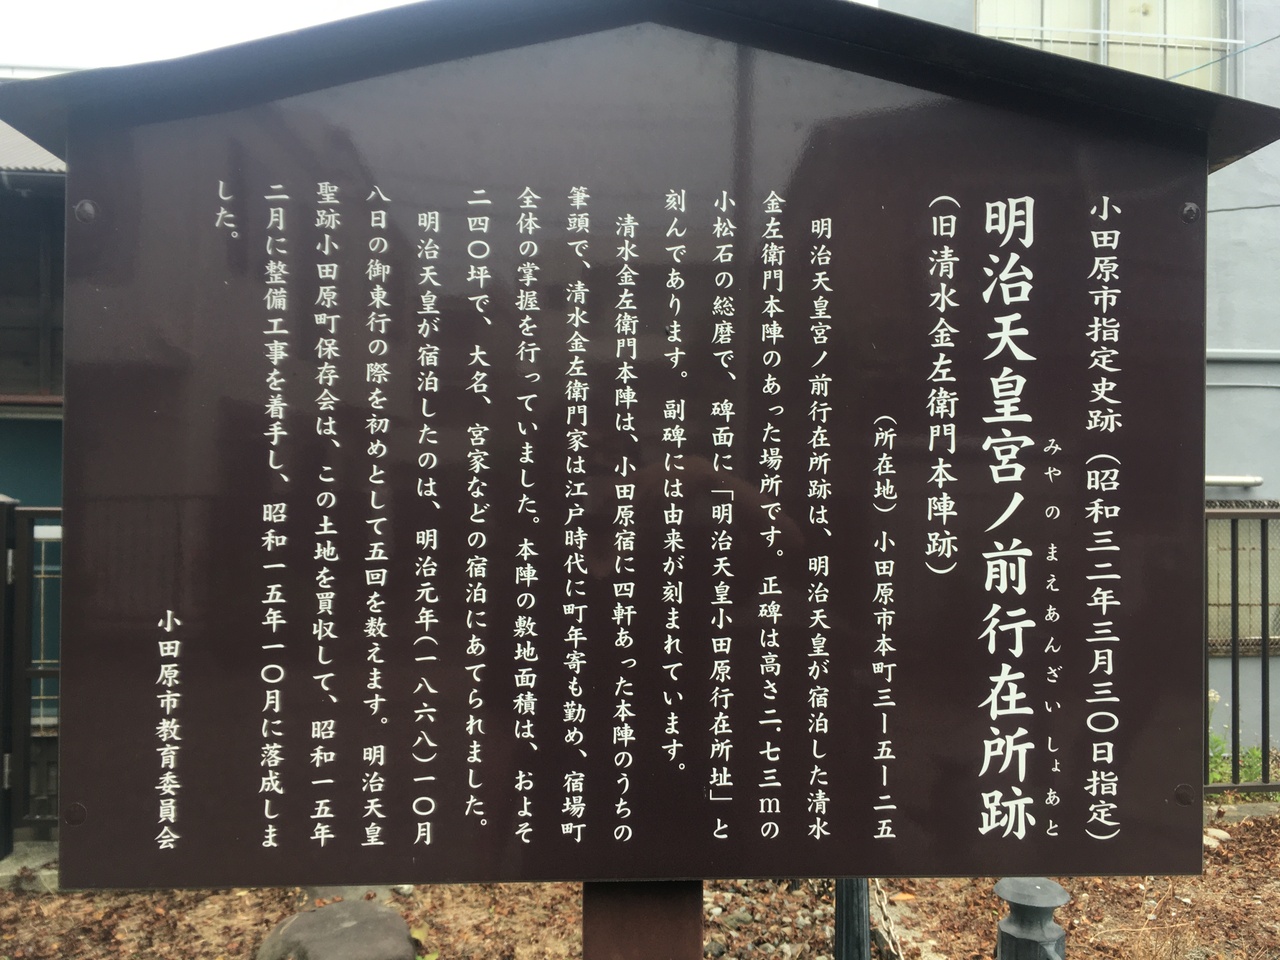 小田原市指定史跡（昭和三二年三月三〇日指定）
みやの まえあんざいしょ あと
明治天皇宮ノ前行在所跡
（旧清水金左衛門本陣跡）
（所在地）小田原市本町三ー五ー二五
明治天皇宮ノ前行在所跡は、明治天皇が宿泊した清水
金左衛門本陣のあった場所です。正碑は高さ二・七三ｍの
小松石の総磨で、碑面に「明治天皇小田原行在所址」と
刻んであります。副碑には由来が刻まれています。
清水金左衛門本陣は、小田原宿に四軒あった本陣のうちの
筆頭で、清水金左衛門家は江戸時代に町年寄も勤め、宿場町
全体の掌握を行っていました。本陣の敷地面積は、およそ
二四〇坪で、大名、宮家などの宿泊にあてられました。
明治天皇が宿泊したのは、明治元年（一八六八）一〇月
八日の御東行の際を初めとして五回を数えます。明治天皇
聖跡小田原町保存会は、この土地を買収して、昭和一五年
二月に整備工事を着手し、昭和一五年一〇月に落成しま
した。
小田原市教育委員会